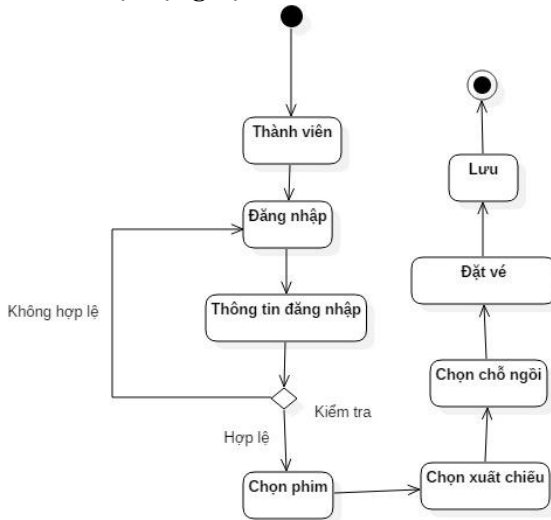 Thành viên
Đăng nhập
Thông tin đăng nhập
Không hợp lệ
Kiểm tra
Hợp lệ
Chọn phim
Chọn xuất chiếu
Chọn chỗ ngồi
Đặt vé
Lưu